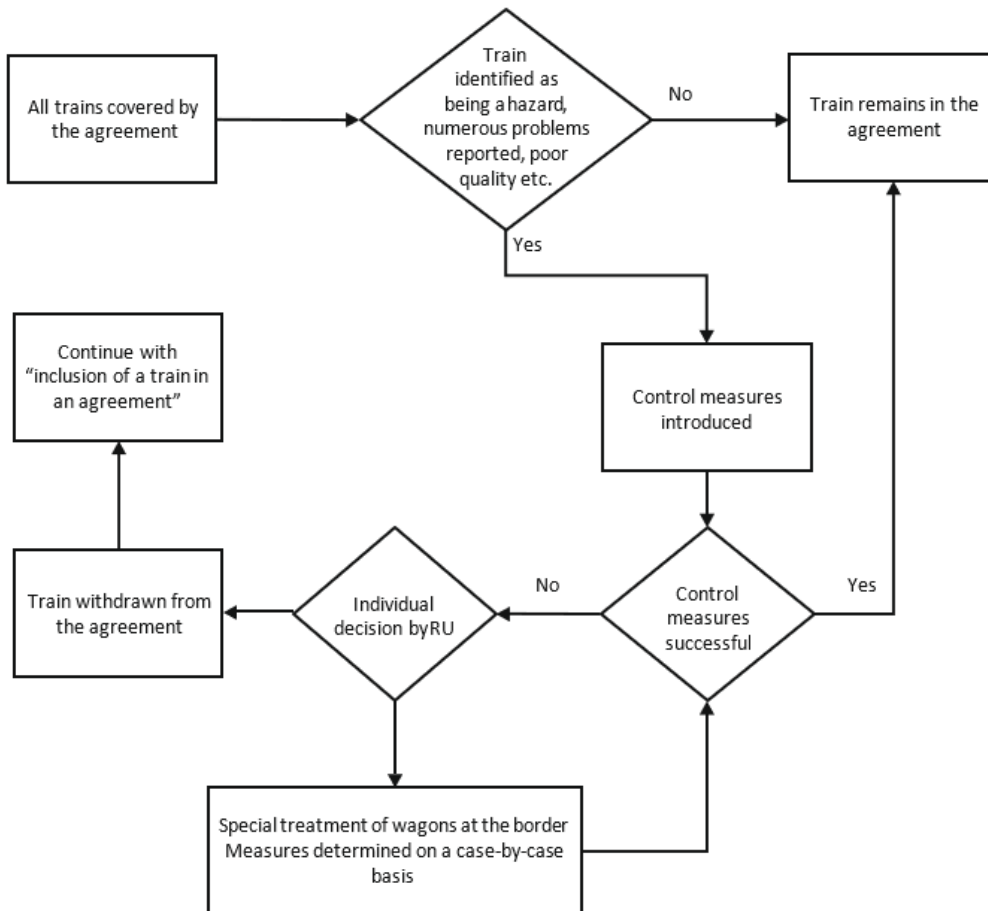 All trains covered by
the agreement
Train
identified as
being a hazard,
numerous problems
reported, poor
quality etc.
No
Train remains in the
agreement
Yes
Continue with
“inclusion of a train in
an agreement”
Control measures
introduced
Train withdrawn from
the agreement
Individual
decision byRU
No
Control
measures
successful
Yes
Special treatment of wagons at the border
Measures determined on a case-by-case
basis